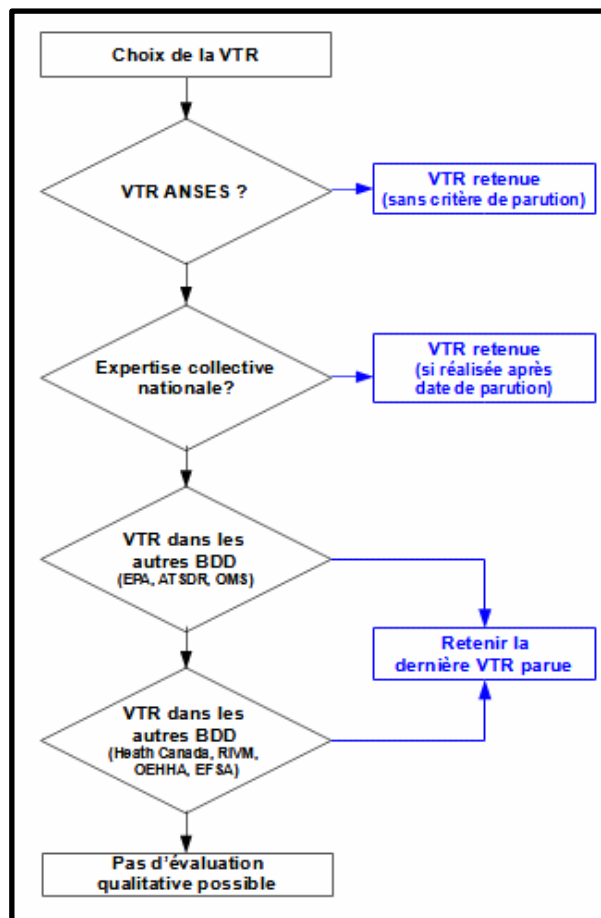 Choix de la VTR
VTR ANSES ?
VTR retenue
(sans critère de parution)
Expertise collective
nationale?
VTR retenue
(si réalisée après
date de parution)
VTR dans les
autres BDD
(EPA, ATSDR, OMS)
Retenir la
dernière VTR parue
VTR dans les
autres BDD
(Heath Canada, RIVM,
OEHHA, EFSA)
Pas d'évaluation
qualitative possible